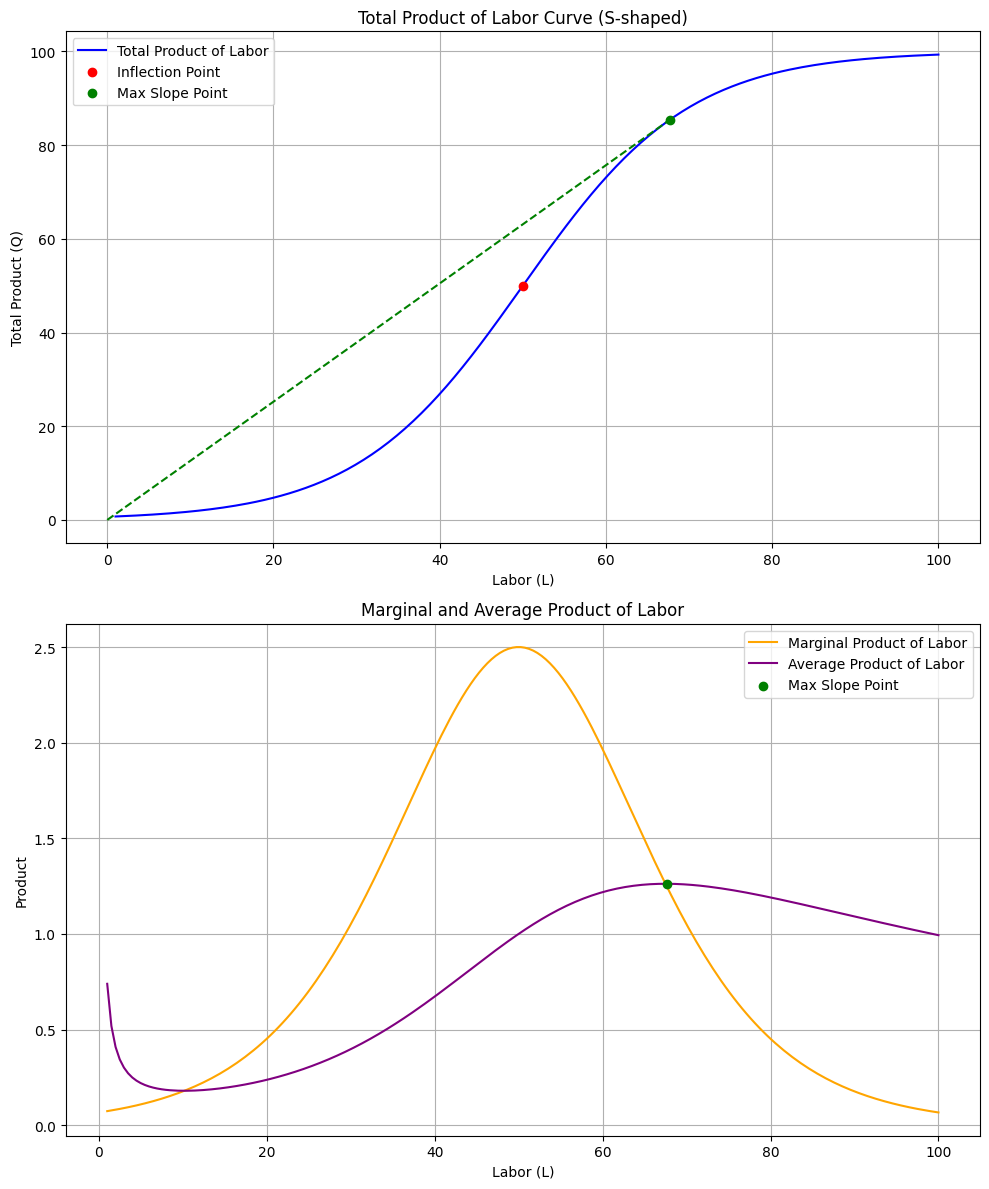 Total Product of Labor Curve (S-shaped)
Total Product of Labor
Inflection Point
Max Slope Point
Total Product (Q)
100
80
60
40
20
0
0 20 40 60 80 100
Labor (L)
Marginal and Average Product of Labor
Marginal Product of Labor
Average Product of Labor
Max Slope Point
Product
2.5
2.0
1.5
1.0
0.5
0.0
0 20 40 60 80 100
Labor (L)